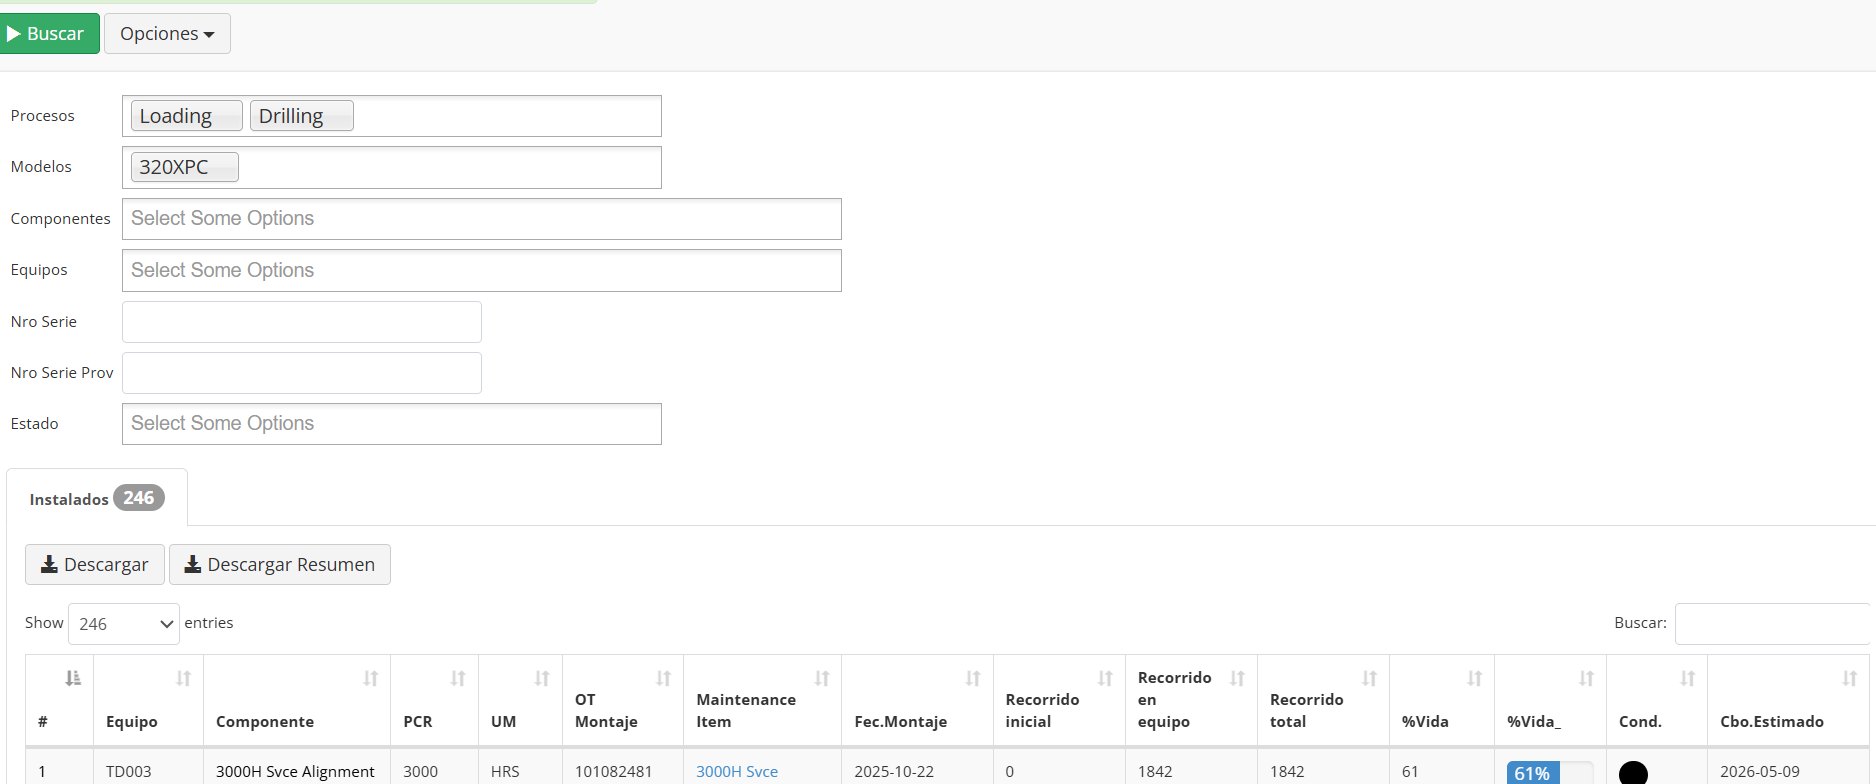 Buscar Opciones
Procesos Loading Drilling
Modelos 320XPC
Componentes Select Some Options
Equipos Select Some Options
Nro Serie
Nro Serie Prov
Estado Select Some Options
Instalados 246
Descargar Descargar Resumen
Show 246 entries Buscar:
# Equipo Componente PCR UM OT Montaje Maintenance Item Fec.Montaje Recorrido inicial Recorrido en equipo Recorrido total %Vida %Vida_ Cond. Cbo.Estimado
1 TD003 3000H Svce Alignment 3000 HRS 101082481 3000H Svce 2025-10-22 0 1842 1842 61 61% 2026-05-09